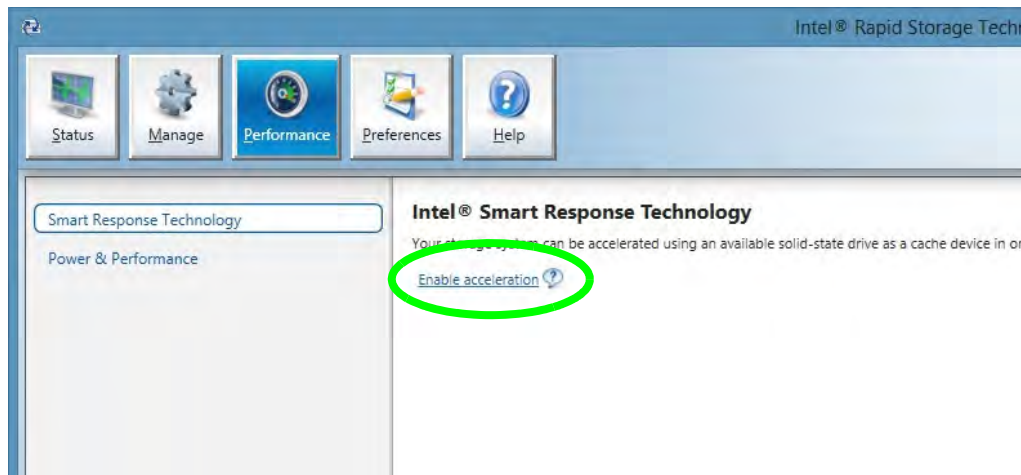 Intel® Rapid Storage Techn
Status
Manage
Performance
Preferences
Help
Smart Response Technology
Power & Performance
Intel® Smart Response Technology
Your storage system can be accelerated using an available solid-state drive as a cache device in or
Enable acceleration